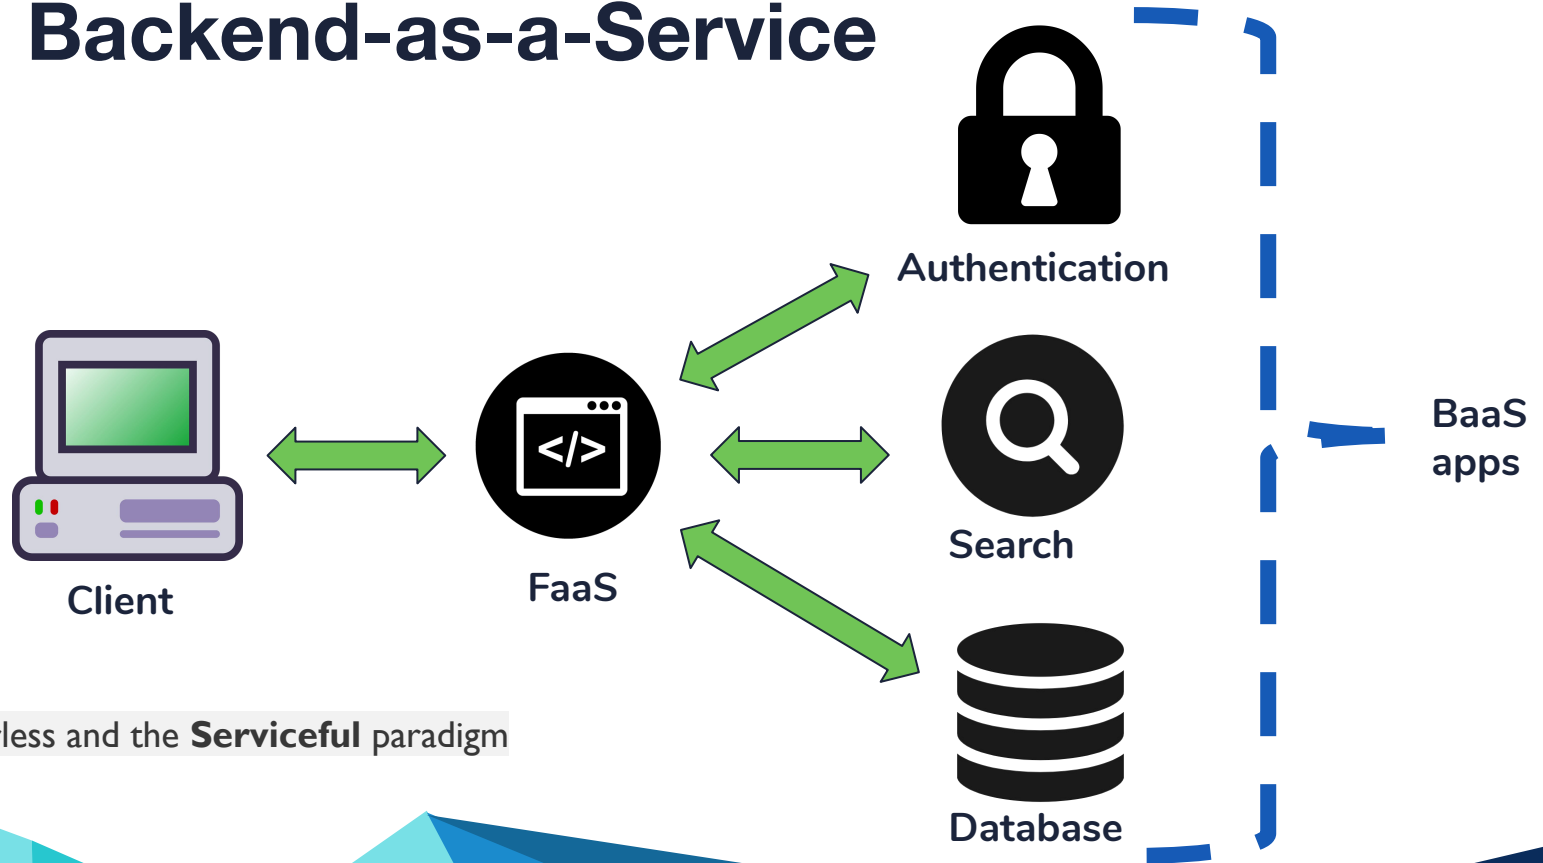 Backend-as-a-Service
Authentication
</>
BaaS
apps
Search
FaaS
Client
less and the Serviceful paradigm
Database